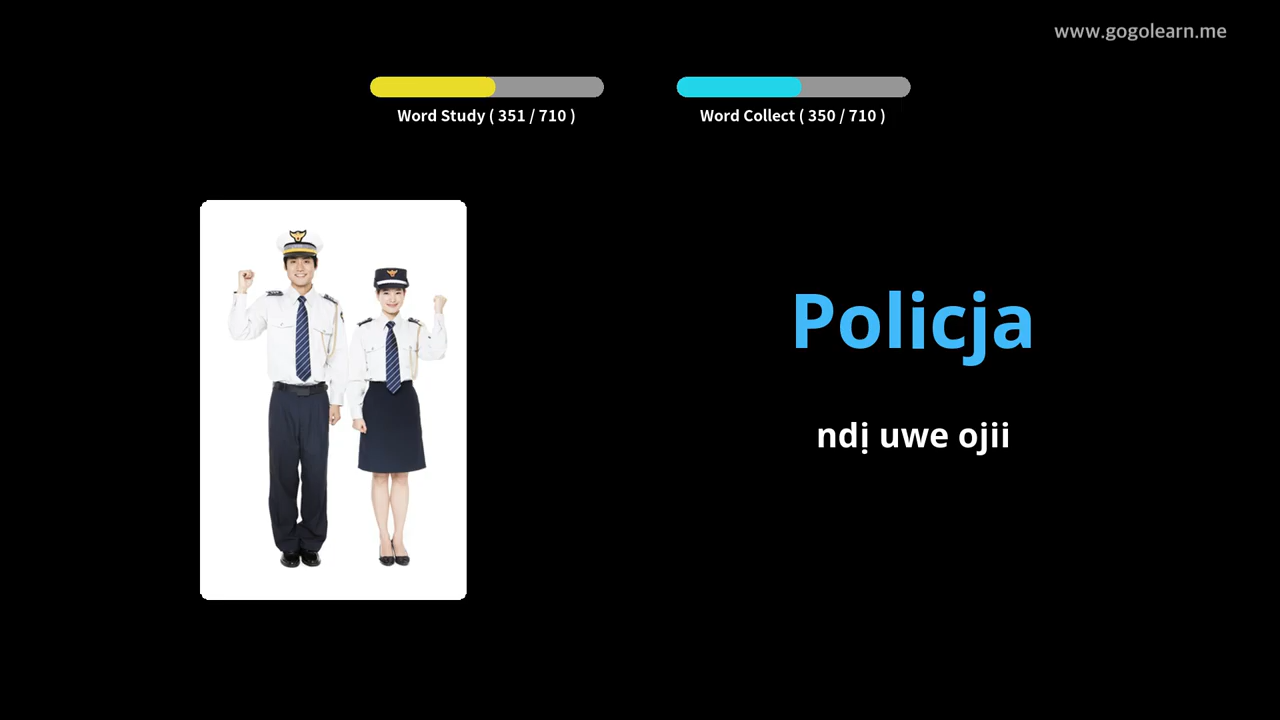 www.gogolearn.me
Word Study ( 351 / 710 )
Word Collect ( 350 / 710 )
Policja
ndị uwe ojii